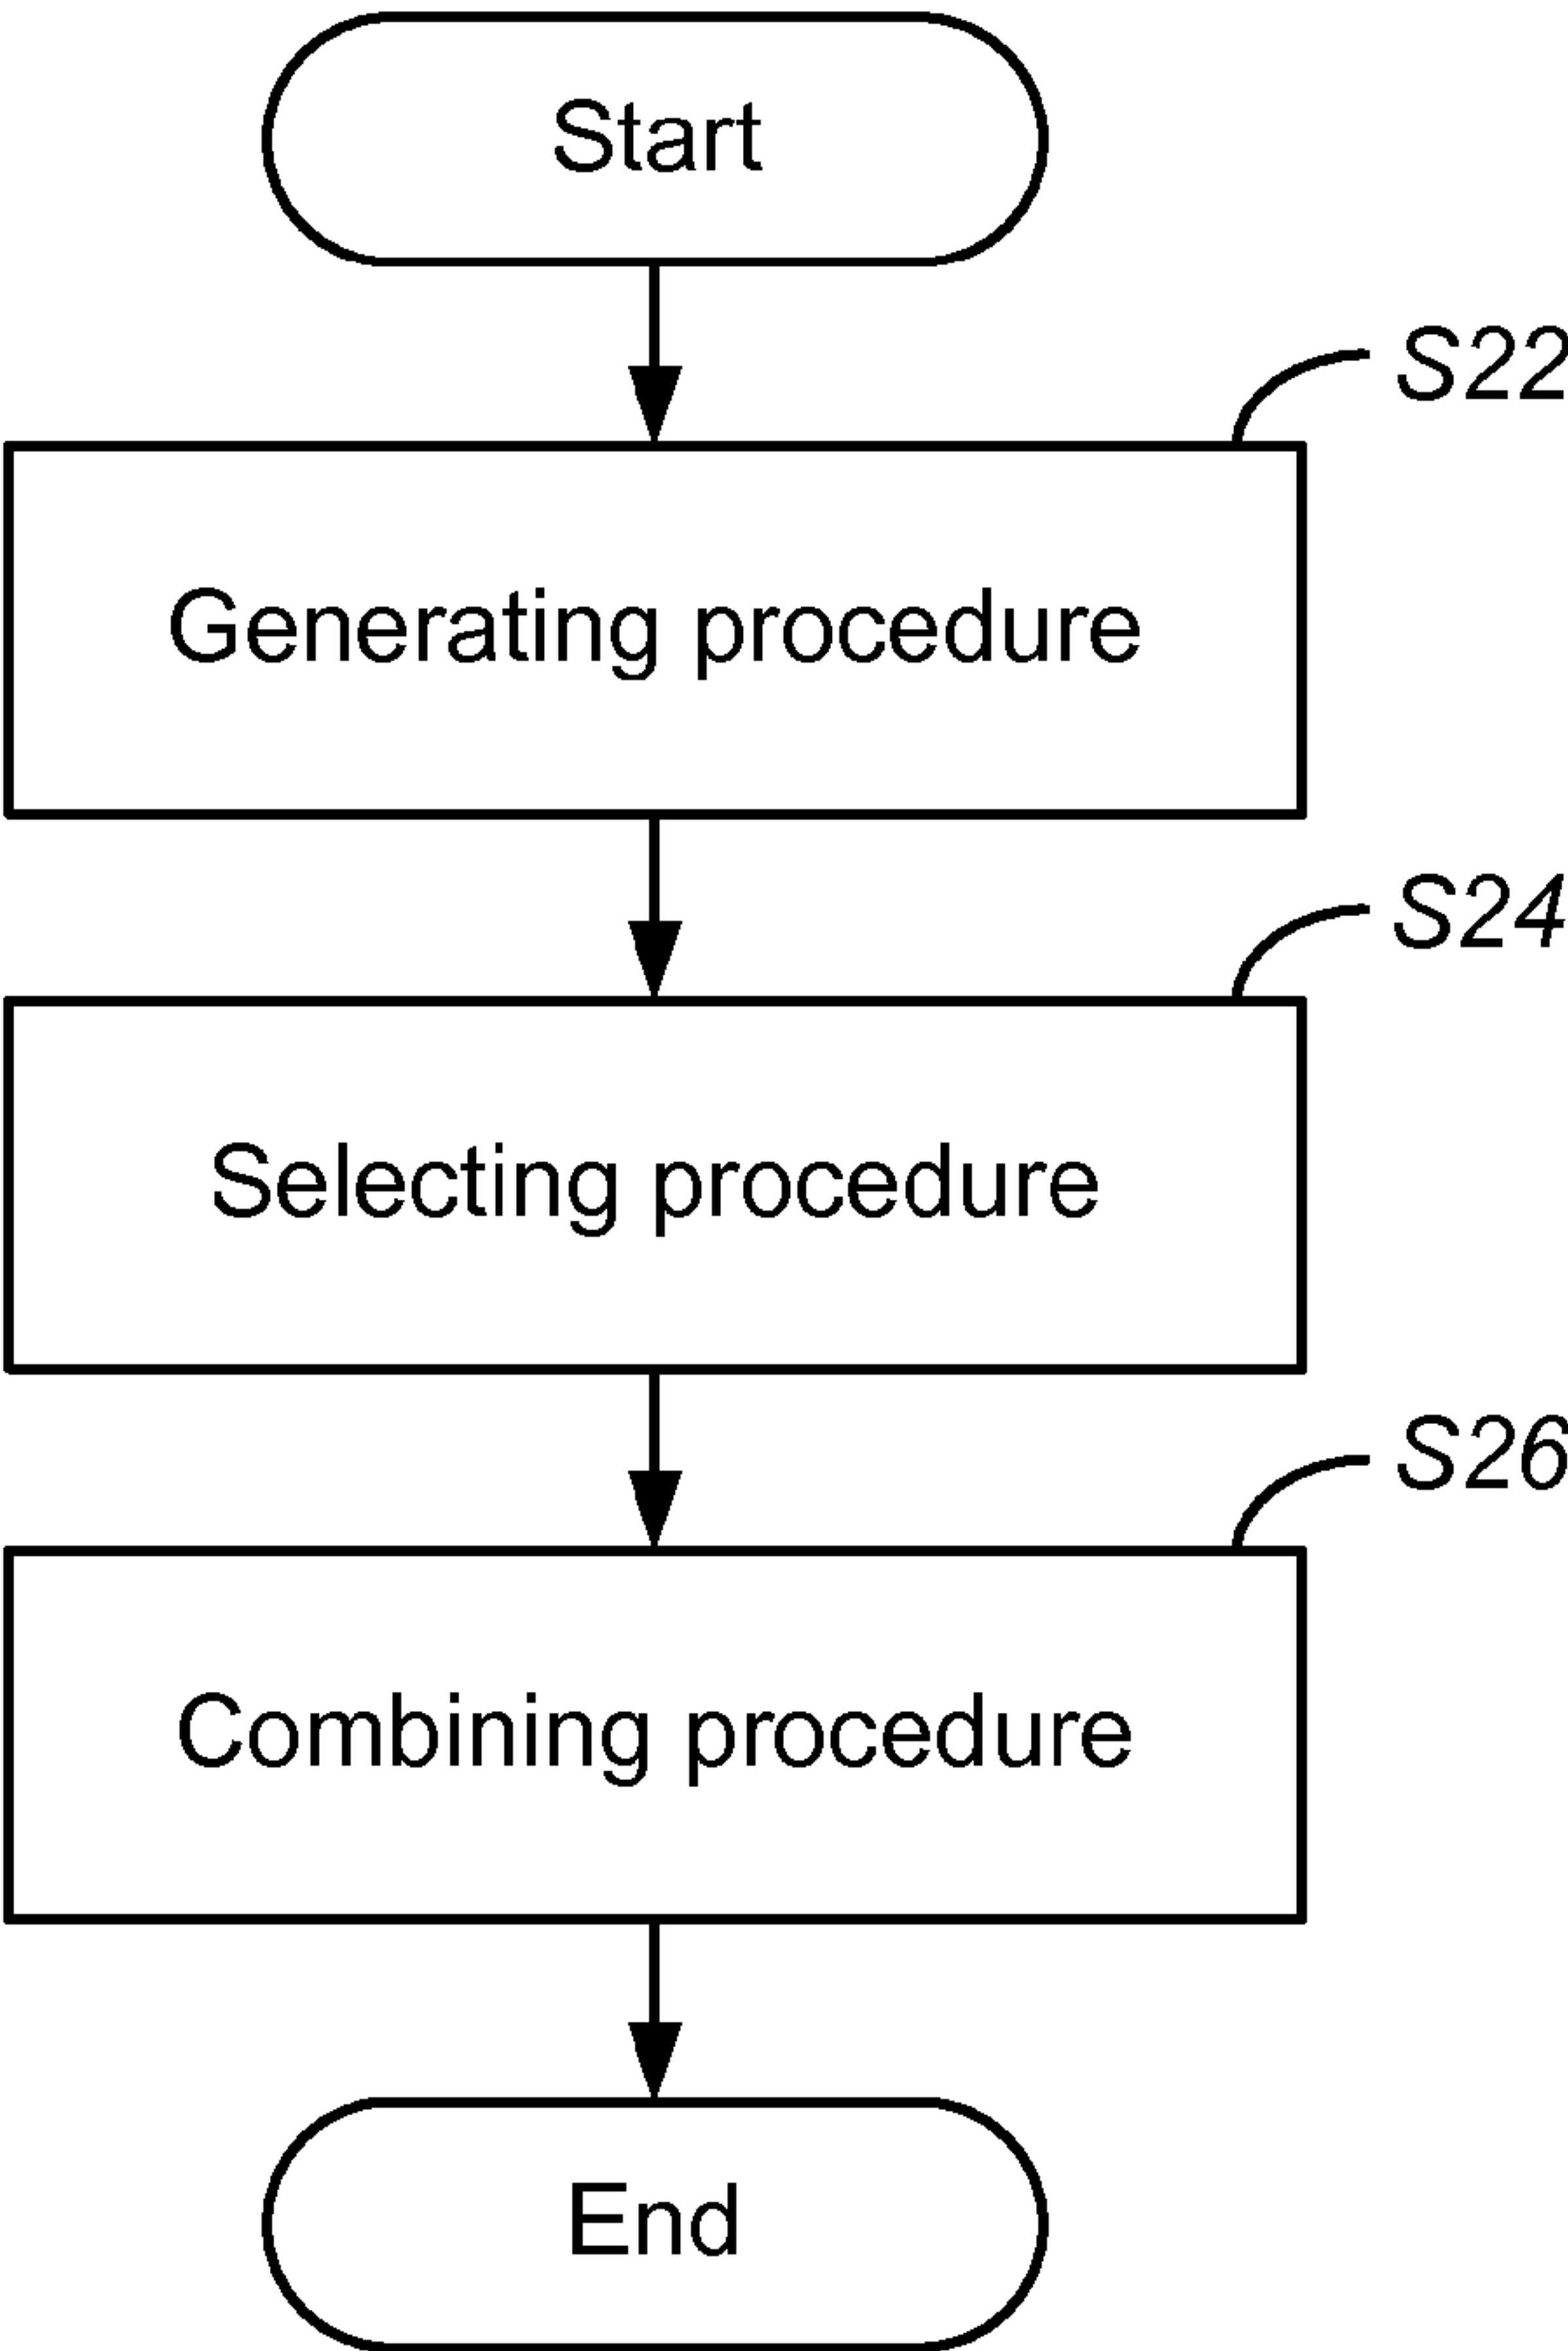 Start
S22
Generating procedure
S24
Selecting procedure
S26
Combining procedure
End